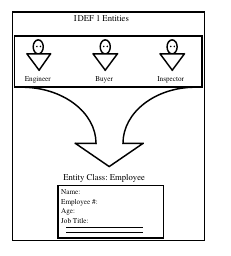 IDEF 1 Entities
Engineer Buyer Inspector
Entity Class: Employee
Name:
Employee #:
Age:
Job Title: